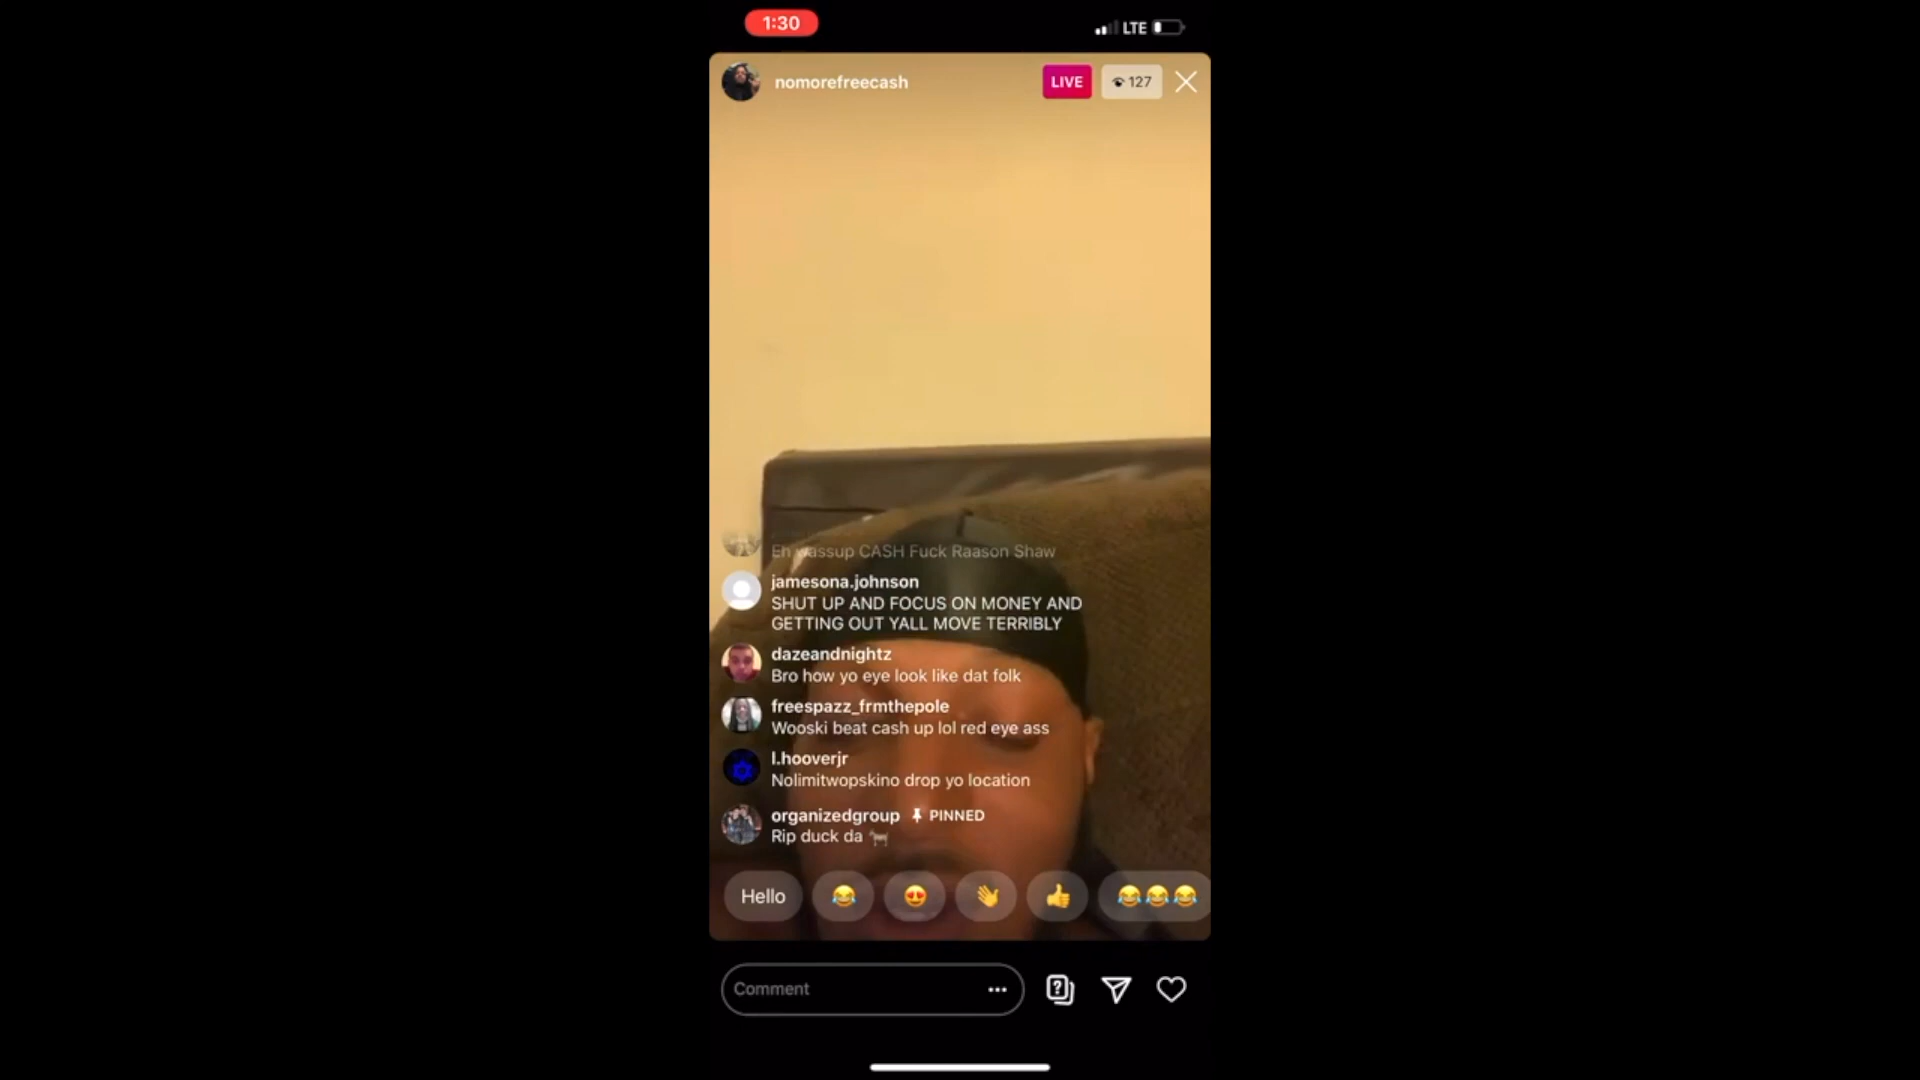 1:30
LTE
nomorefreecash
LIVE
127
Eh wassup CASH Fuck Raason Shaw
jamesona.johnson
SHUT UP AND FOCUS ON MONEY AND
GETTING OUT YALL MOVE TERRIBLY
dazeandnightz
Bro how yo eye look like dat folk
freespazz_frmthepole
Wooski beat cash up lol red eye ass
l.hooverjr
Nolimitwopskino drop yo location
organizedgroup PINNED
Rip duck da 🐐
Hello 😂 😍 👋 👍 😂😂😂
Comment